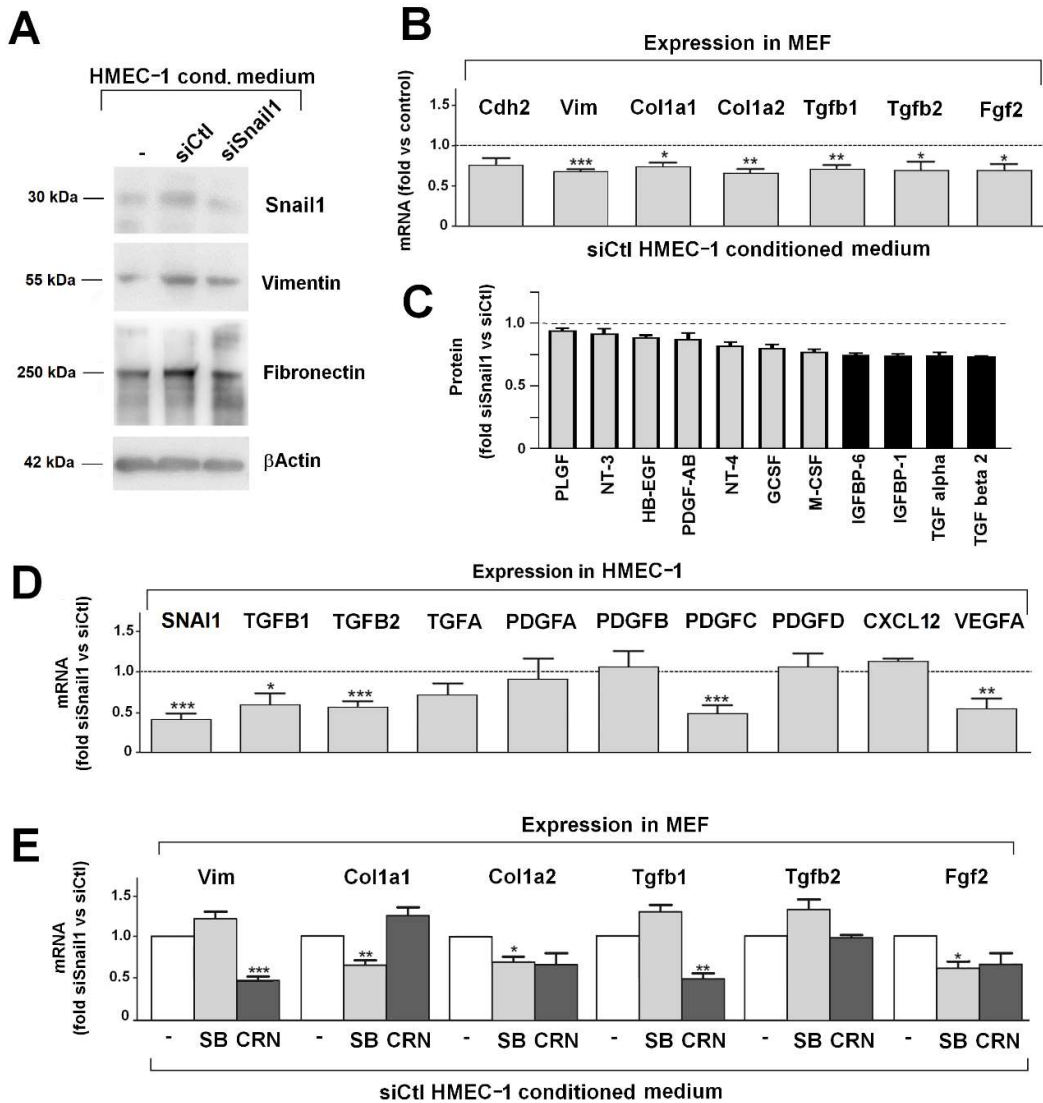 A
HMEC-1 cond. medium
- siCtl siSnail1
30 kDa Snail1
55 kDa Vimentin
250 kDa Fibronectin
42 kDa βActin
B
Expression in MEF
Cdh2 Vim Col1a1 Col1a2 Tgfb1 Tgfb2 Fgf2
mRNA (fold vs control)
1.5
1.0
0.5
0
*** * ** ** * *
siCtl HMEC-1 conditioned medium
C
Protein
(fold siSnail1 vs siCtl)
1.0
0.5
0
PLGF
NT-3
HB-EGF
PDGF-AB
NT-4
GCSF
M-CSF
IGFBP-6
IGFBP-1
TGF alpha
TGF beta 2
D
Expression in HMEC-1
SNAI1 TGFB1 TGFB2 TGFA PDGFA PDGFB PDGFC PDGFD CXCL12 VEGFA
mRNA
(fold siSnail1 vs siCtl)
1.5
1.0
0.5
0
*** * *** *** **
E
Expression in MEF
Vim Col1a1 Col1a2 Tgfb1 Tgfb2 Fgf2
mRNA
(fold siSnail1 vs siCtl)
1.5
1.0
0.5
0
*** ** * ** *
- SB CRN - SB CRN - SB CRN - SB CRN - SB CRN - SB CRN
siCtl HMEC-1 conditioned medium